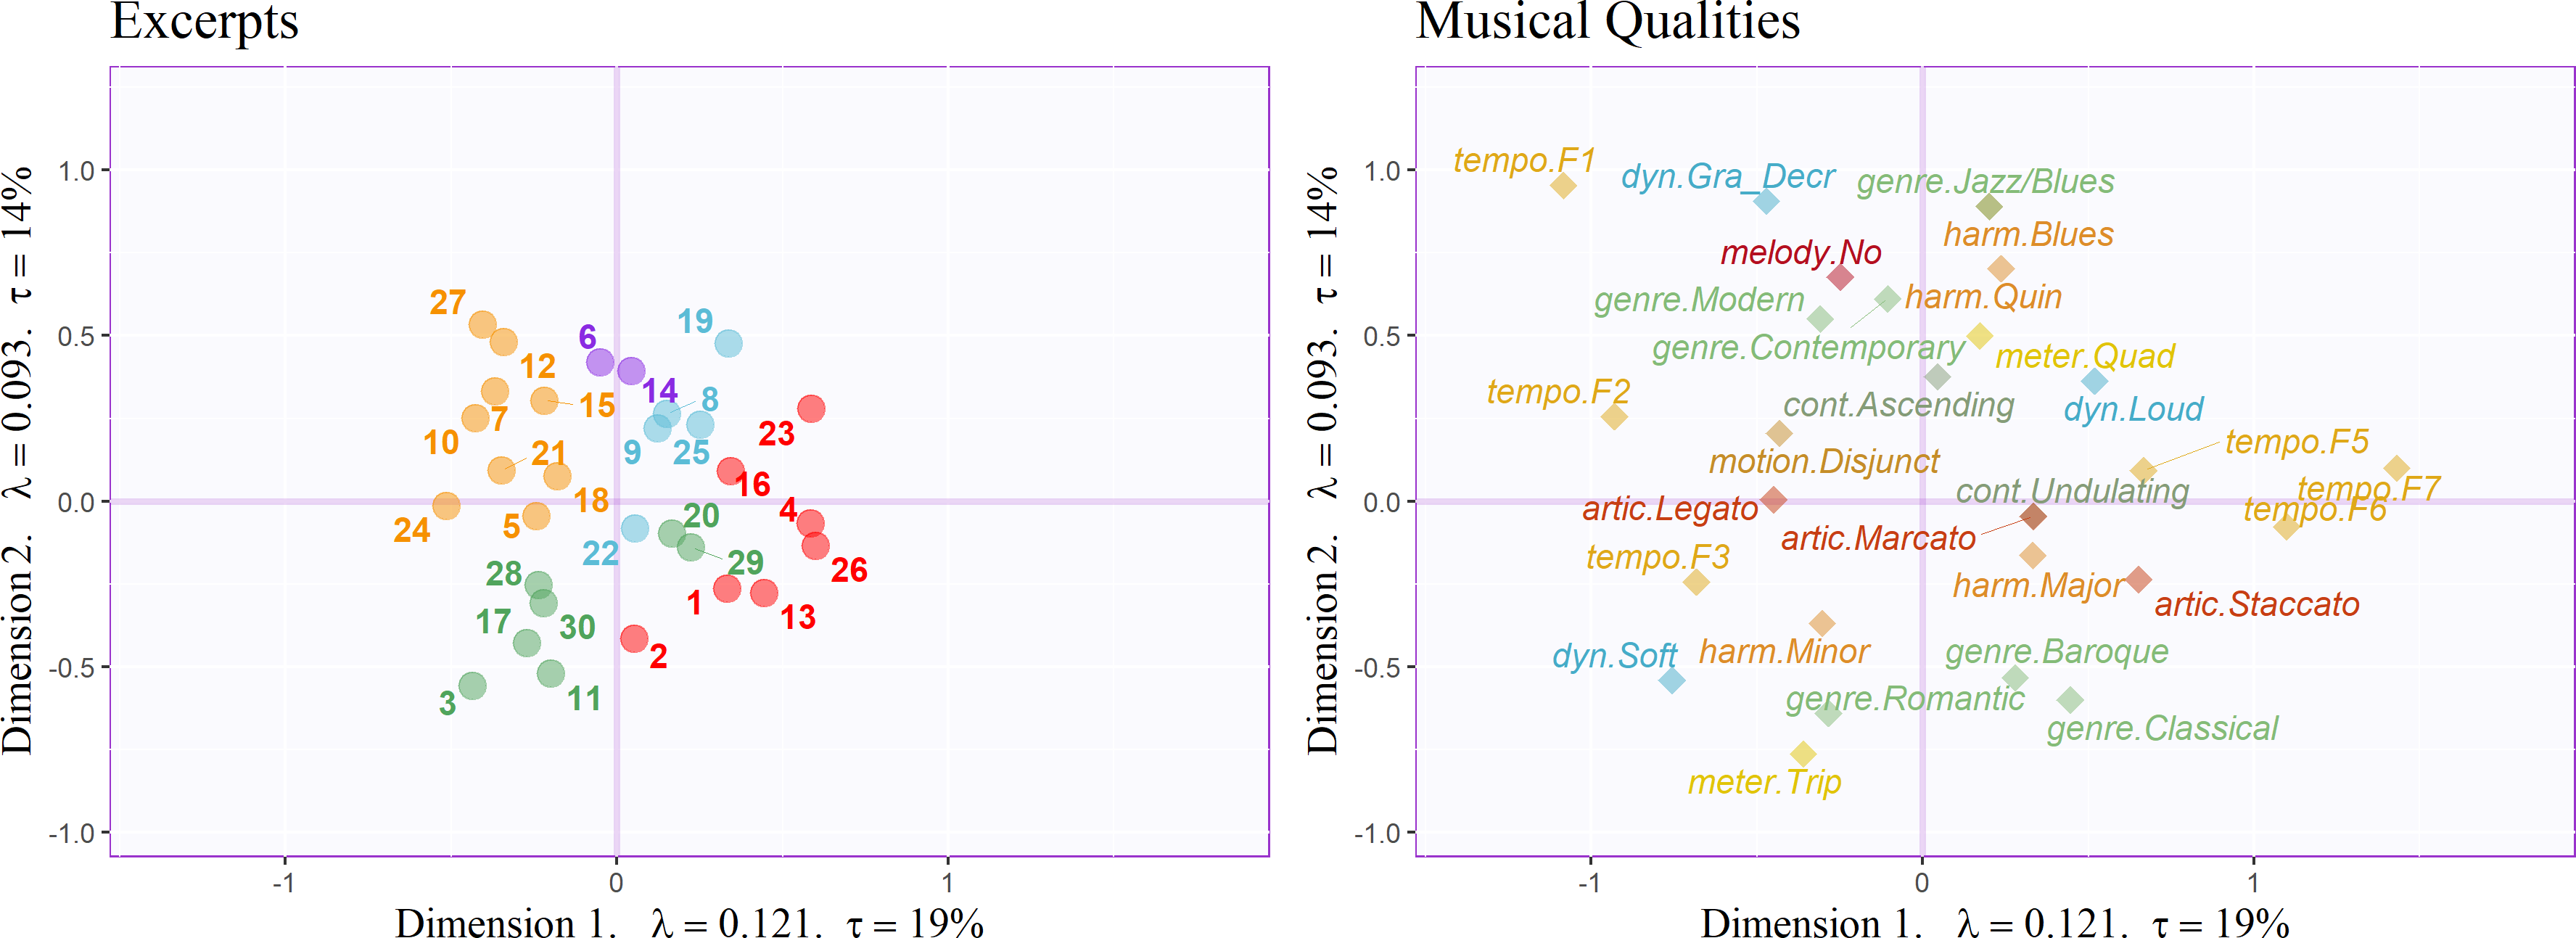 Excerpts
Dimension 2.   λ = 0.093.   τ = 14%
1.0
0.5
0.0
-0.5
-1.0
27
12
6
14
19
8
9
25
23
16
7
15
10
21
18
24
5
20
22
29
4
26
28
17
30
1
13
2
3
11
-1
0
1
Dimension 1.   λ = 0.121.   τ = 19%
Musical Qualities
Dimension 2.   λ = 0.093.   τ = 14%
1.0
0.5
0.0
-0.5
-1.0
tempo.F1
dyn.Gra_Decr
genre.Jazz/Blues
harm.Blues
melody.No
genre.Modern
harm.Quin
genre.Contemporary
meter.Quad
tempo.F2
cont.Ascending
dyn.Loud
motion.Disjunct
tempo.F5
tempo.F7
cont.Undulating
artic.Legato
tempo.F6
artic.Marcato
tempo.F3
harm.Major
artic.Staccato
dyn.Soft
harm.Minor
genre.Baroque
genre.Romantic
genre.Classical
meter.Trip
-1
0
1
Dimension 1.   λ = 0.121.   τ = 19%